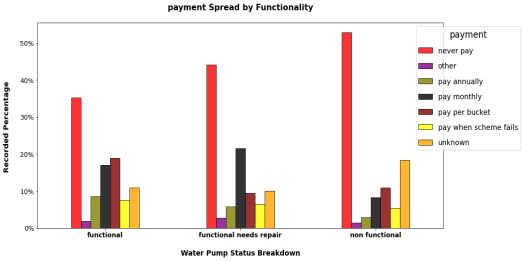 payment Spread by Functionality
Recorded Percentage
50%
40%
30%
20%
10%
0%
functional
functional needs repair
non functional
Water Pump Status Breakdown
payment
never pay
other
pay annually
pay monthly
pay per bucket
pay when scheme fails
unknown